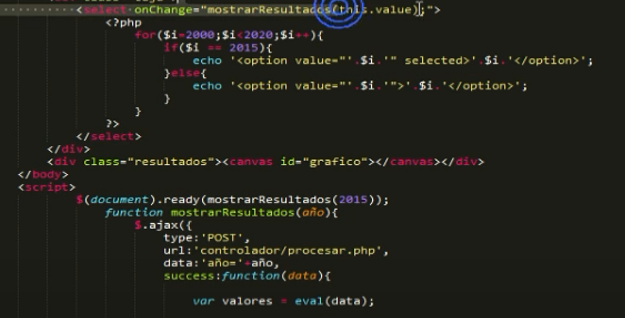 <select onChange="mostrarResultados(this.value);">
<?php
for($i=2000;$i<2020;$i++){
if($i == 2015){
echo '<option value="'.$i.'" selected>'.$i.'</option>';
}else{
echo '<option value="'.$i.'">'.$i.'</option>';
}
}
?>
</select>
</div>
<div class="resultados"><canvas id="grafico"></canvas></div>
</body>
<script>
$(document).ready(mostrarResultados(2015));
function mostrarResultados(año){
$.ajax({
type:'POST',
url:'controlador/procesar.php',
data:'año='+año,
success:function(data){
var valores = eval(data);